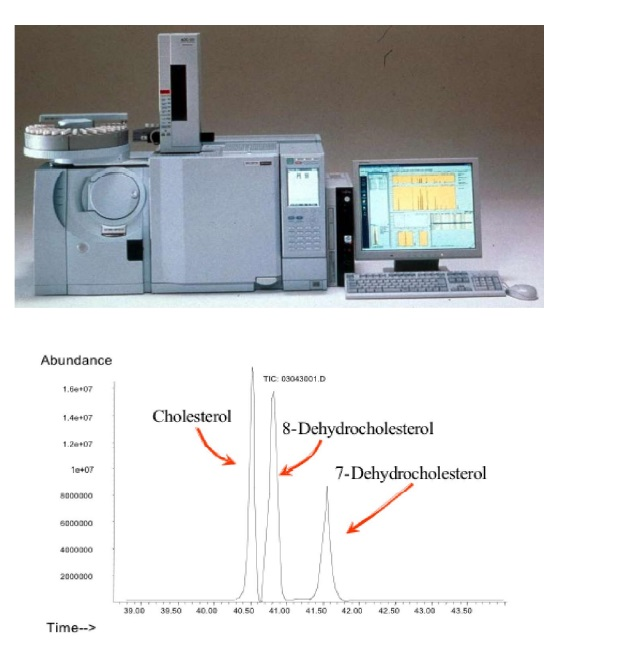 Abundance
TIC: 03043001.D
1.6e+07
1.4e+07
Cholesterol
8-Dehydrocholesterol
1.2e+07
1e+07
7-Dehydrocholesterol
8000000
6000000
4000000
2000000
39.00 39.50 40.00 40.50 41.00 41.50 42.00 42.50 43.00 43.50
Time-->